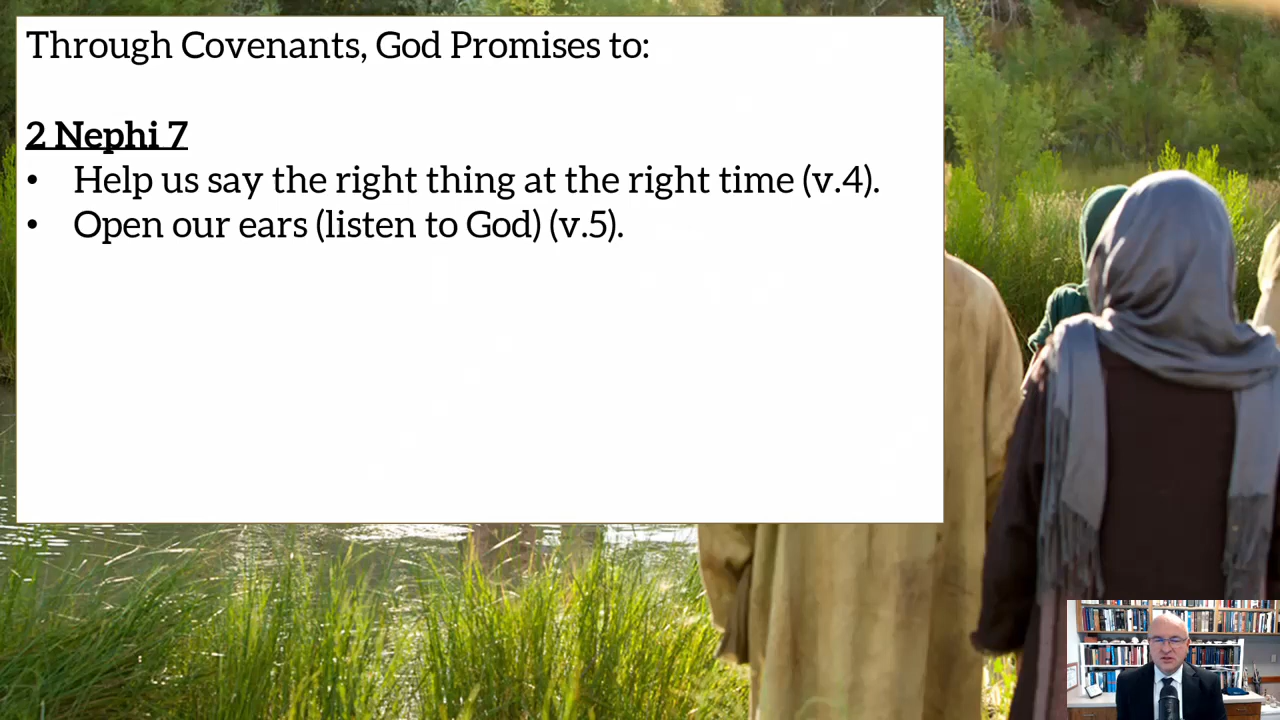 Through Covenants, God Promises to:
2 Nephi 7
• Help us say the right thing at the right time (v.4).
• Open our ears (listen to God) (v.5).